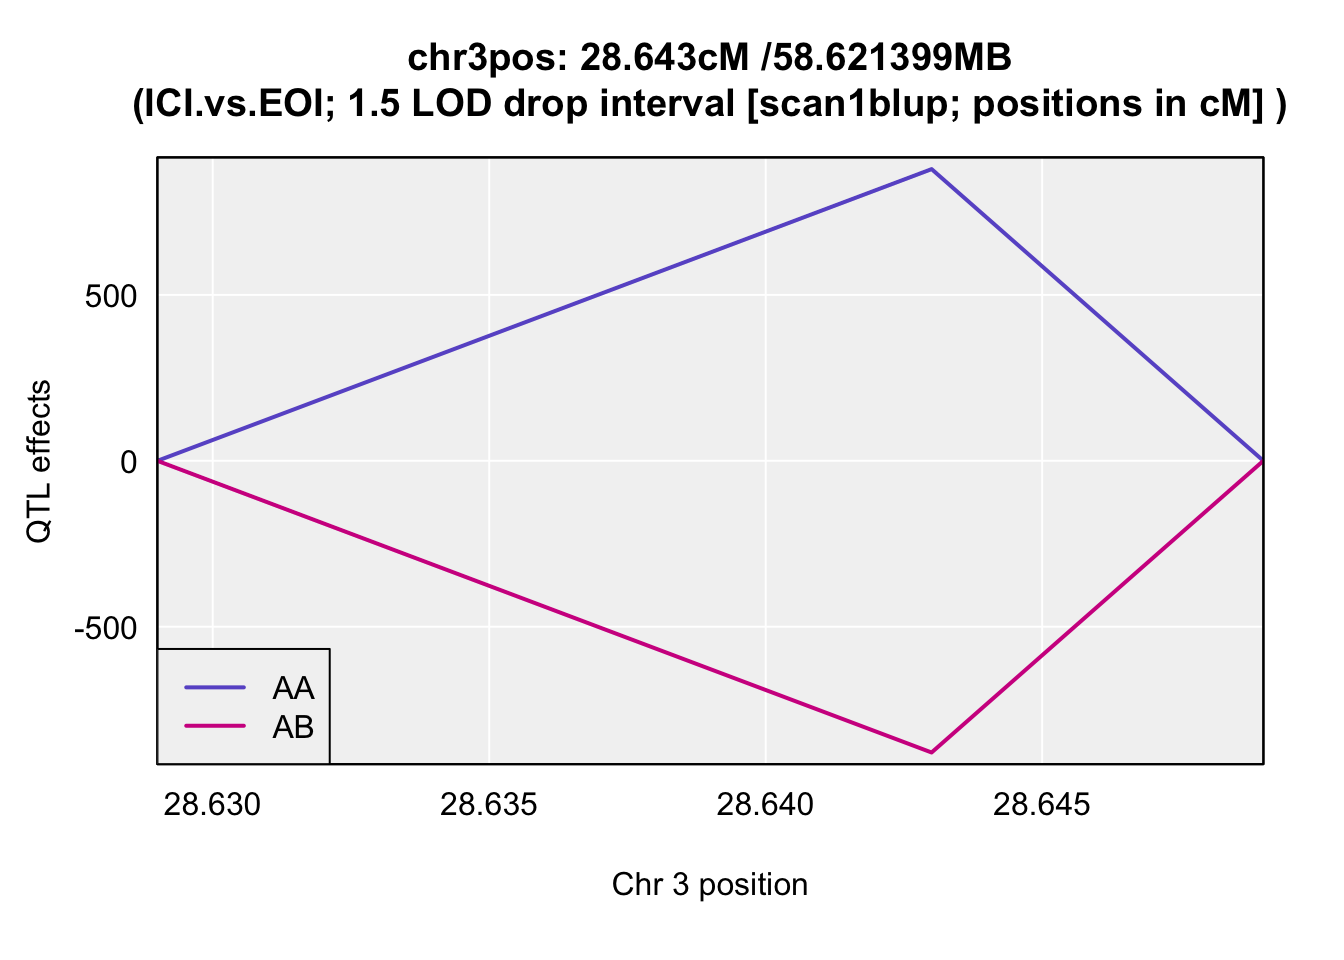 chr3pos: 28.643cM /58.621399MB
(ICI.vs.EOI; 1.5 LOD drop interval [scan1blup; positions in cM] )
QTL effects
500
0
-500
AA
AB
28.630 28.635 28.640 28.645
Chr 3 position